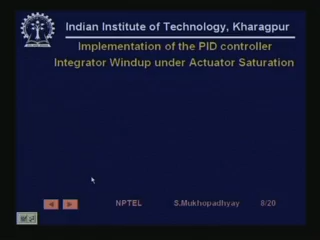 Indian Institute of Technology, Kharagpur
Implementation of the PID controller
Integrator Windup under Actuator Saturation
NPTEL S.Mukhopadhyay 8/20